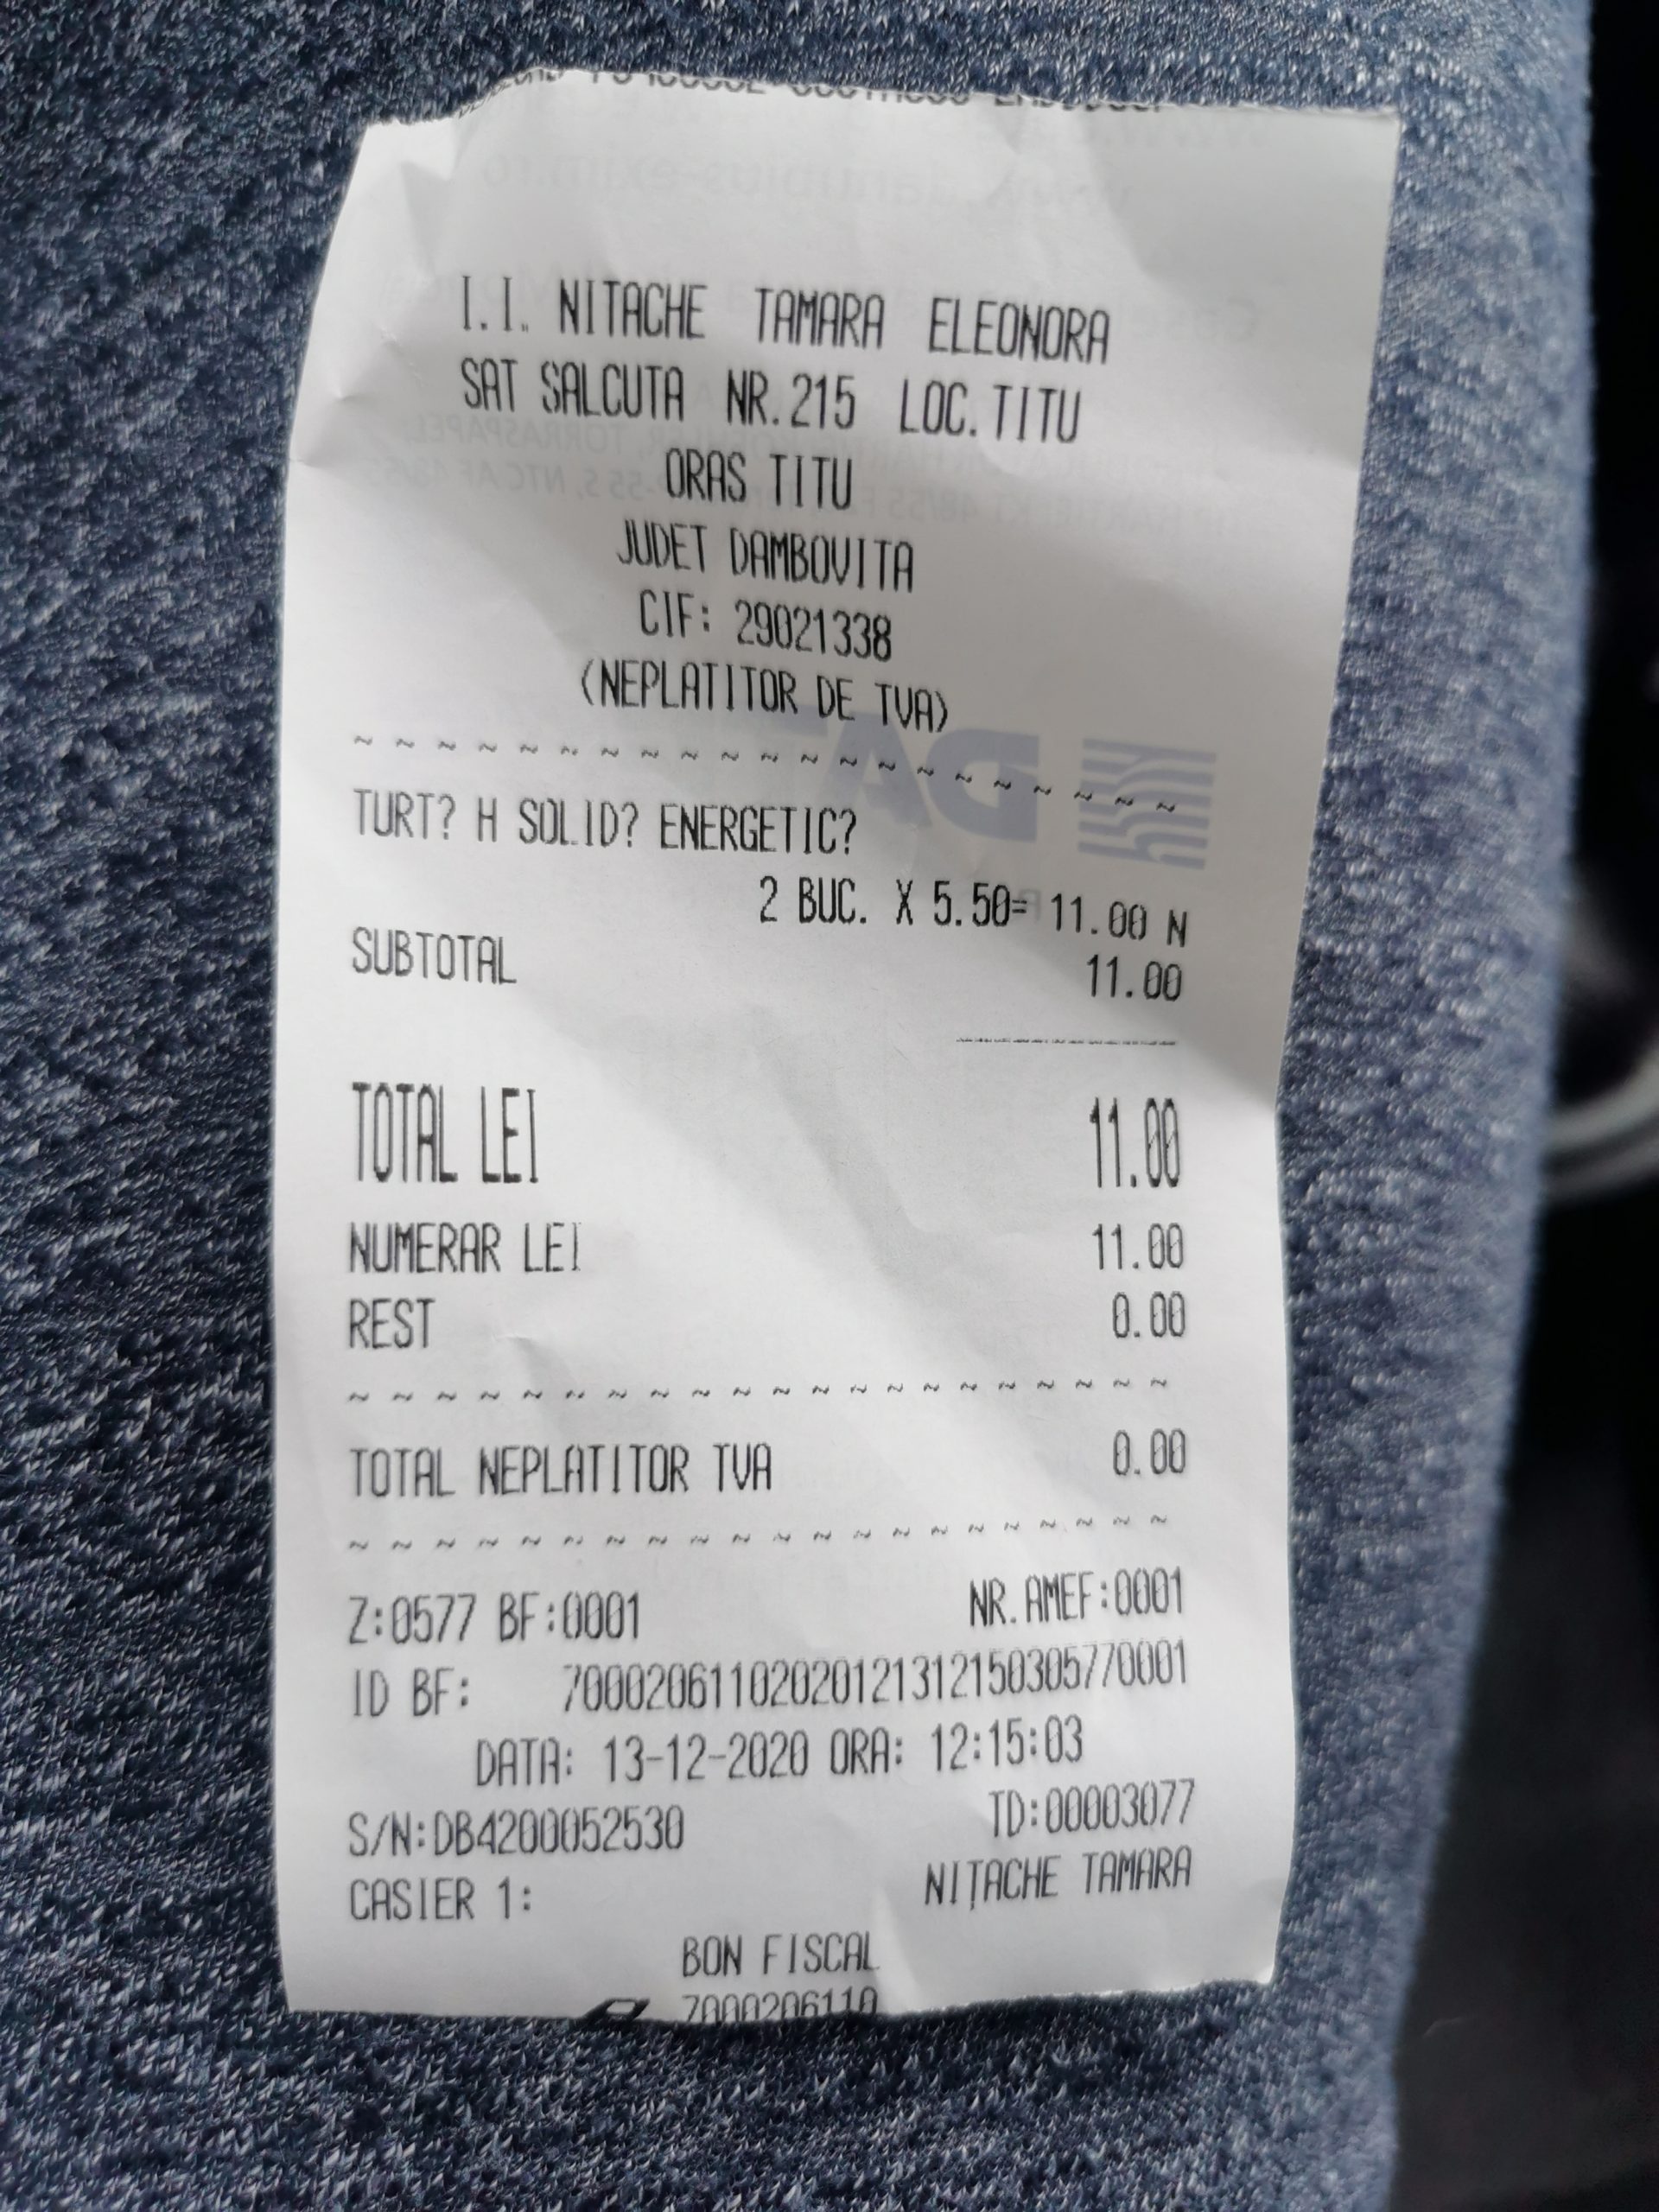 I.I. NITACHE TAMARA ELEONORA
SAT SALCUTA NR.215 LOC.TITU
ORAS TITU
JUDET DAMBOVITA
CIF: 29021338
(NEPLATITOR DE TVA)
~ ~ ~ ~ ~ ~ ~ ~ ~ ~ ~ ~ ~ ~ ~ ~ ~ ~ ~ ~ ~
TURT? H SOLID? ENERGETIC?
2 BUC. X 5.50= 11.00 N
SUBTOTAL 11.00
TOTAL LEI 11.00
NUMERAR LEI 11.00
REST 0.00
~ ~ ~ ~ ~ ~ ~ ~ ~ ~ ~ ~ ~ ~ ~ ~ ~ ~ ~ ~ ~
TOTAL NEPLATITOR TVA 0.00
~ ~ ~ ~ ~ ~ ~ ~ ~ ~ ~ ~ ~ ~ ~ ~ ~ ~ ~ ~ ~
Z:0577 BF:0001 NR.AMEF:0001
ID BF: 70002061102020121312150305770001
DATA: 13-12-2020 ORA: 12:15:03
S/N:DB4200052530 TD:00003077
CASIER 1: NIȚACHE TAMARA
BON FISCAL
7000206110